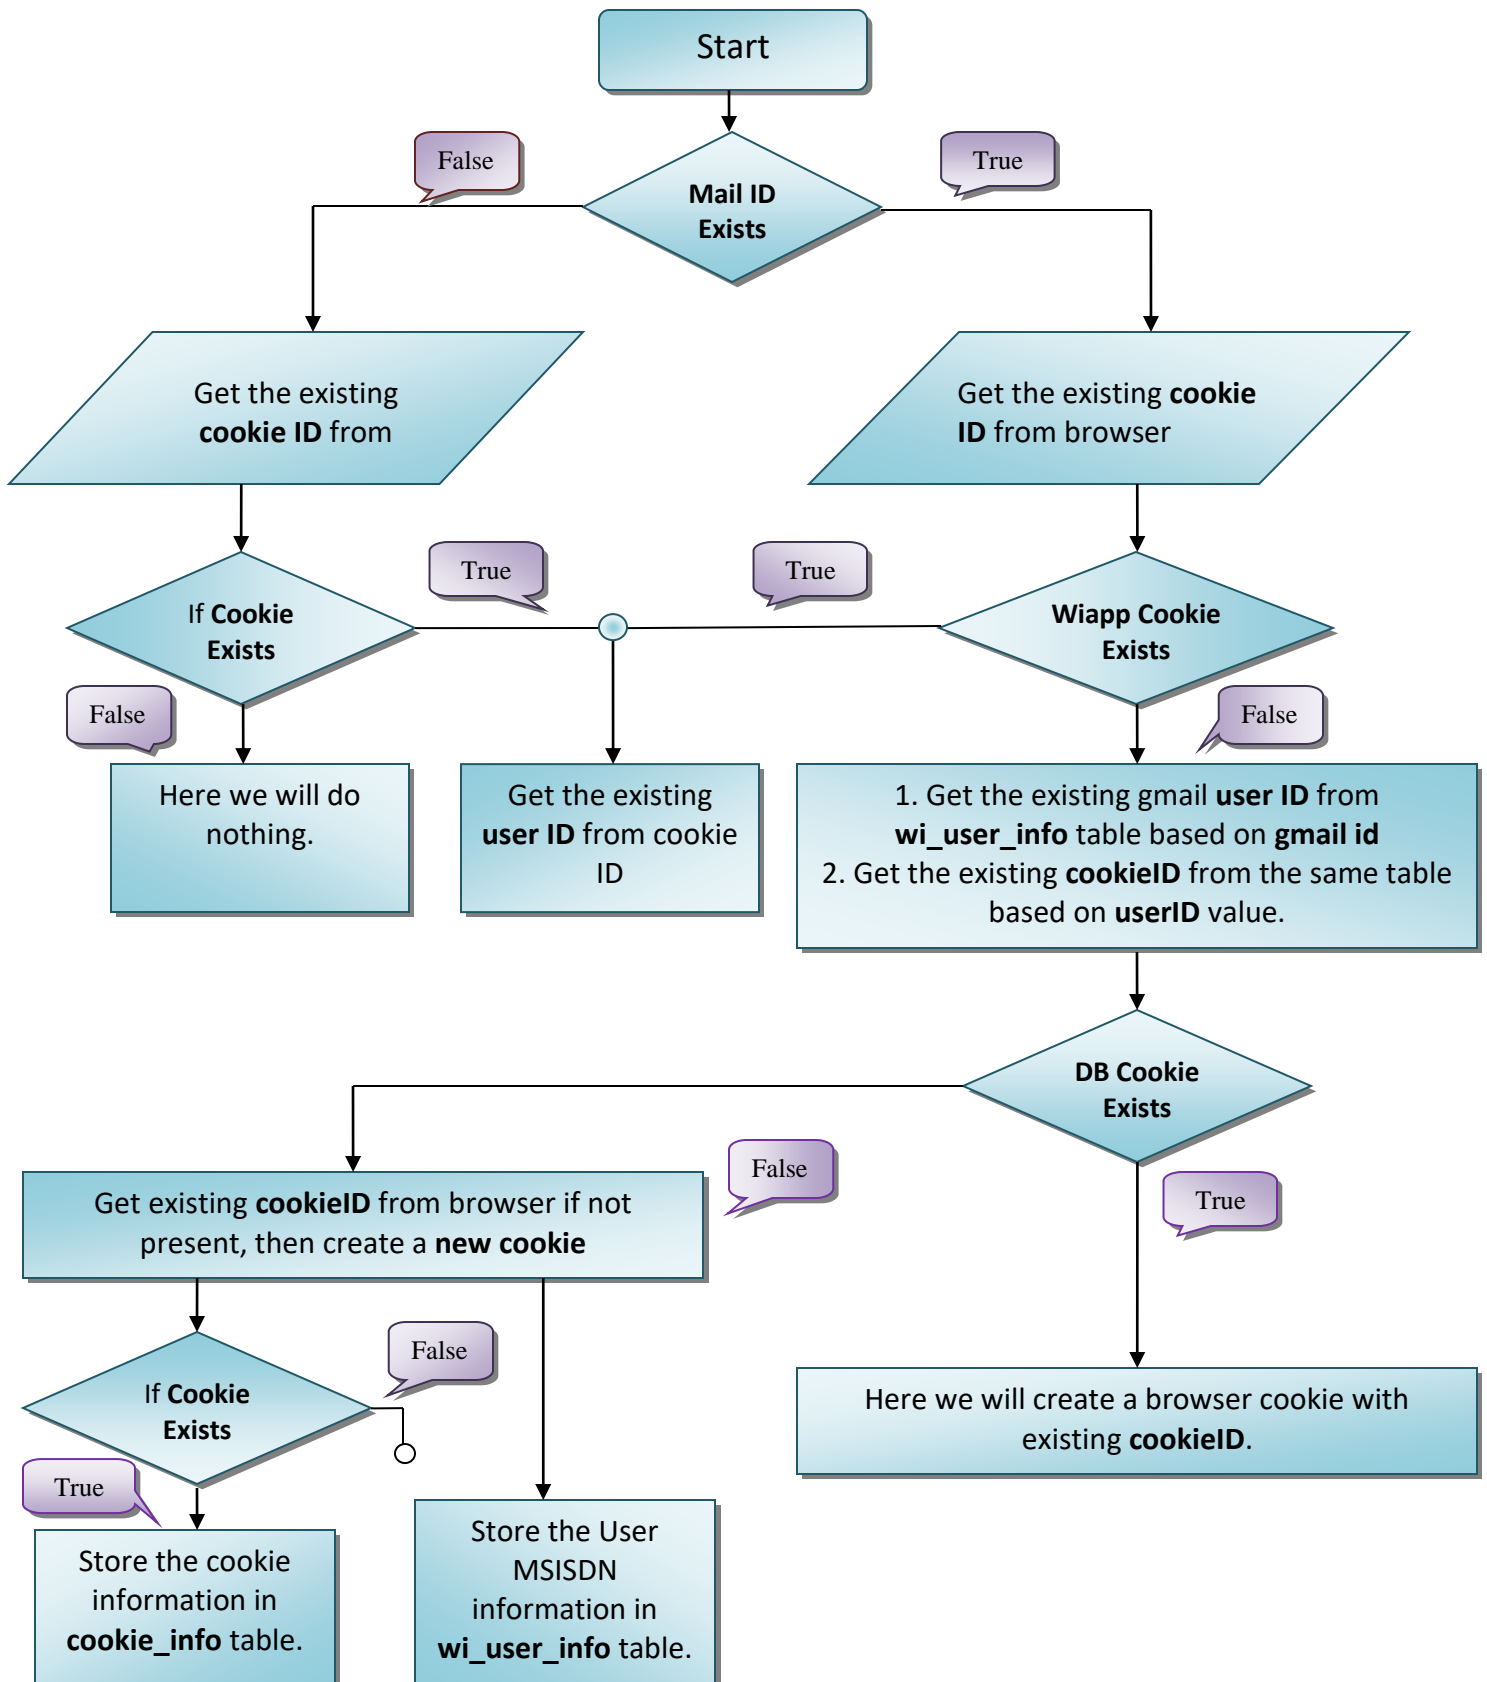 Start
False
True
Mail ID
Exists
Get the existing
cookie ID from
Get the existing cookie
ID from browser
True
True
If Cookie
Exists
Wiapp Cookie
Exists
False
False
Here we will do
nothing.
Get the existing
user ID from cookie
ID
1. Get the existing gmail user ID from
wi_user_info table based on gmail id
2. Get the existing cookieID from the same table
based on userID value.
DB Cookie
Exists
False
True
Get existing cookieID from browser if not
present, then create a new cookie
False
If Cookie
Exists
Here we will create a browser cookie with
existing cookieID.
True
Store the cookie
information in
cookie_info table.
Store the User
MSISDN
information in
wi_user_info table.